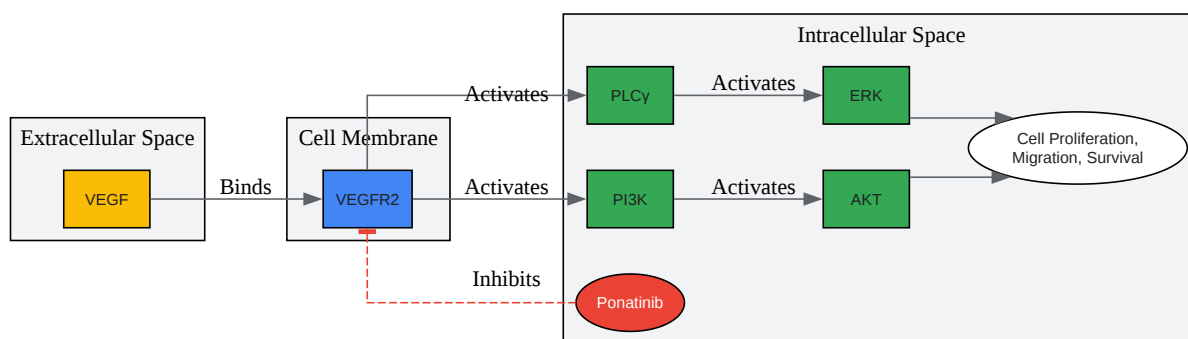 Intracellular Space
Activates
PLCγ
Activates
ERK
Extracellular Space
Cell Membrane
Cell Proliferation,
Migration, Survival
VEGF
Binds
VEGFR2
Activates
PI3K
Activates
AKT
Inhibits
Ponatinib